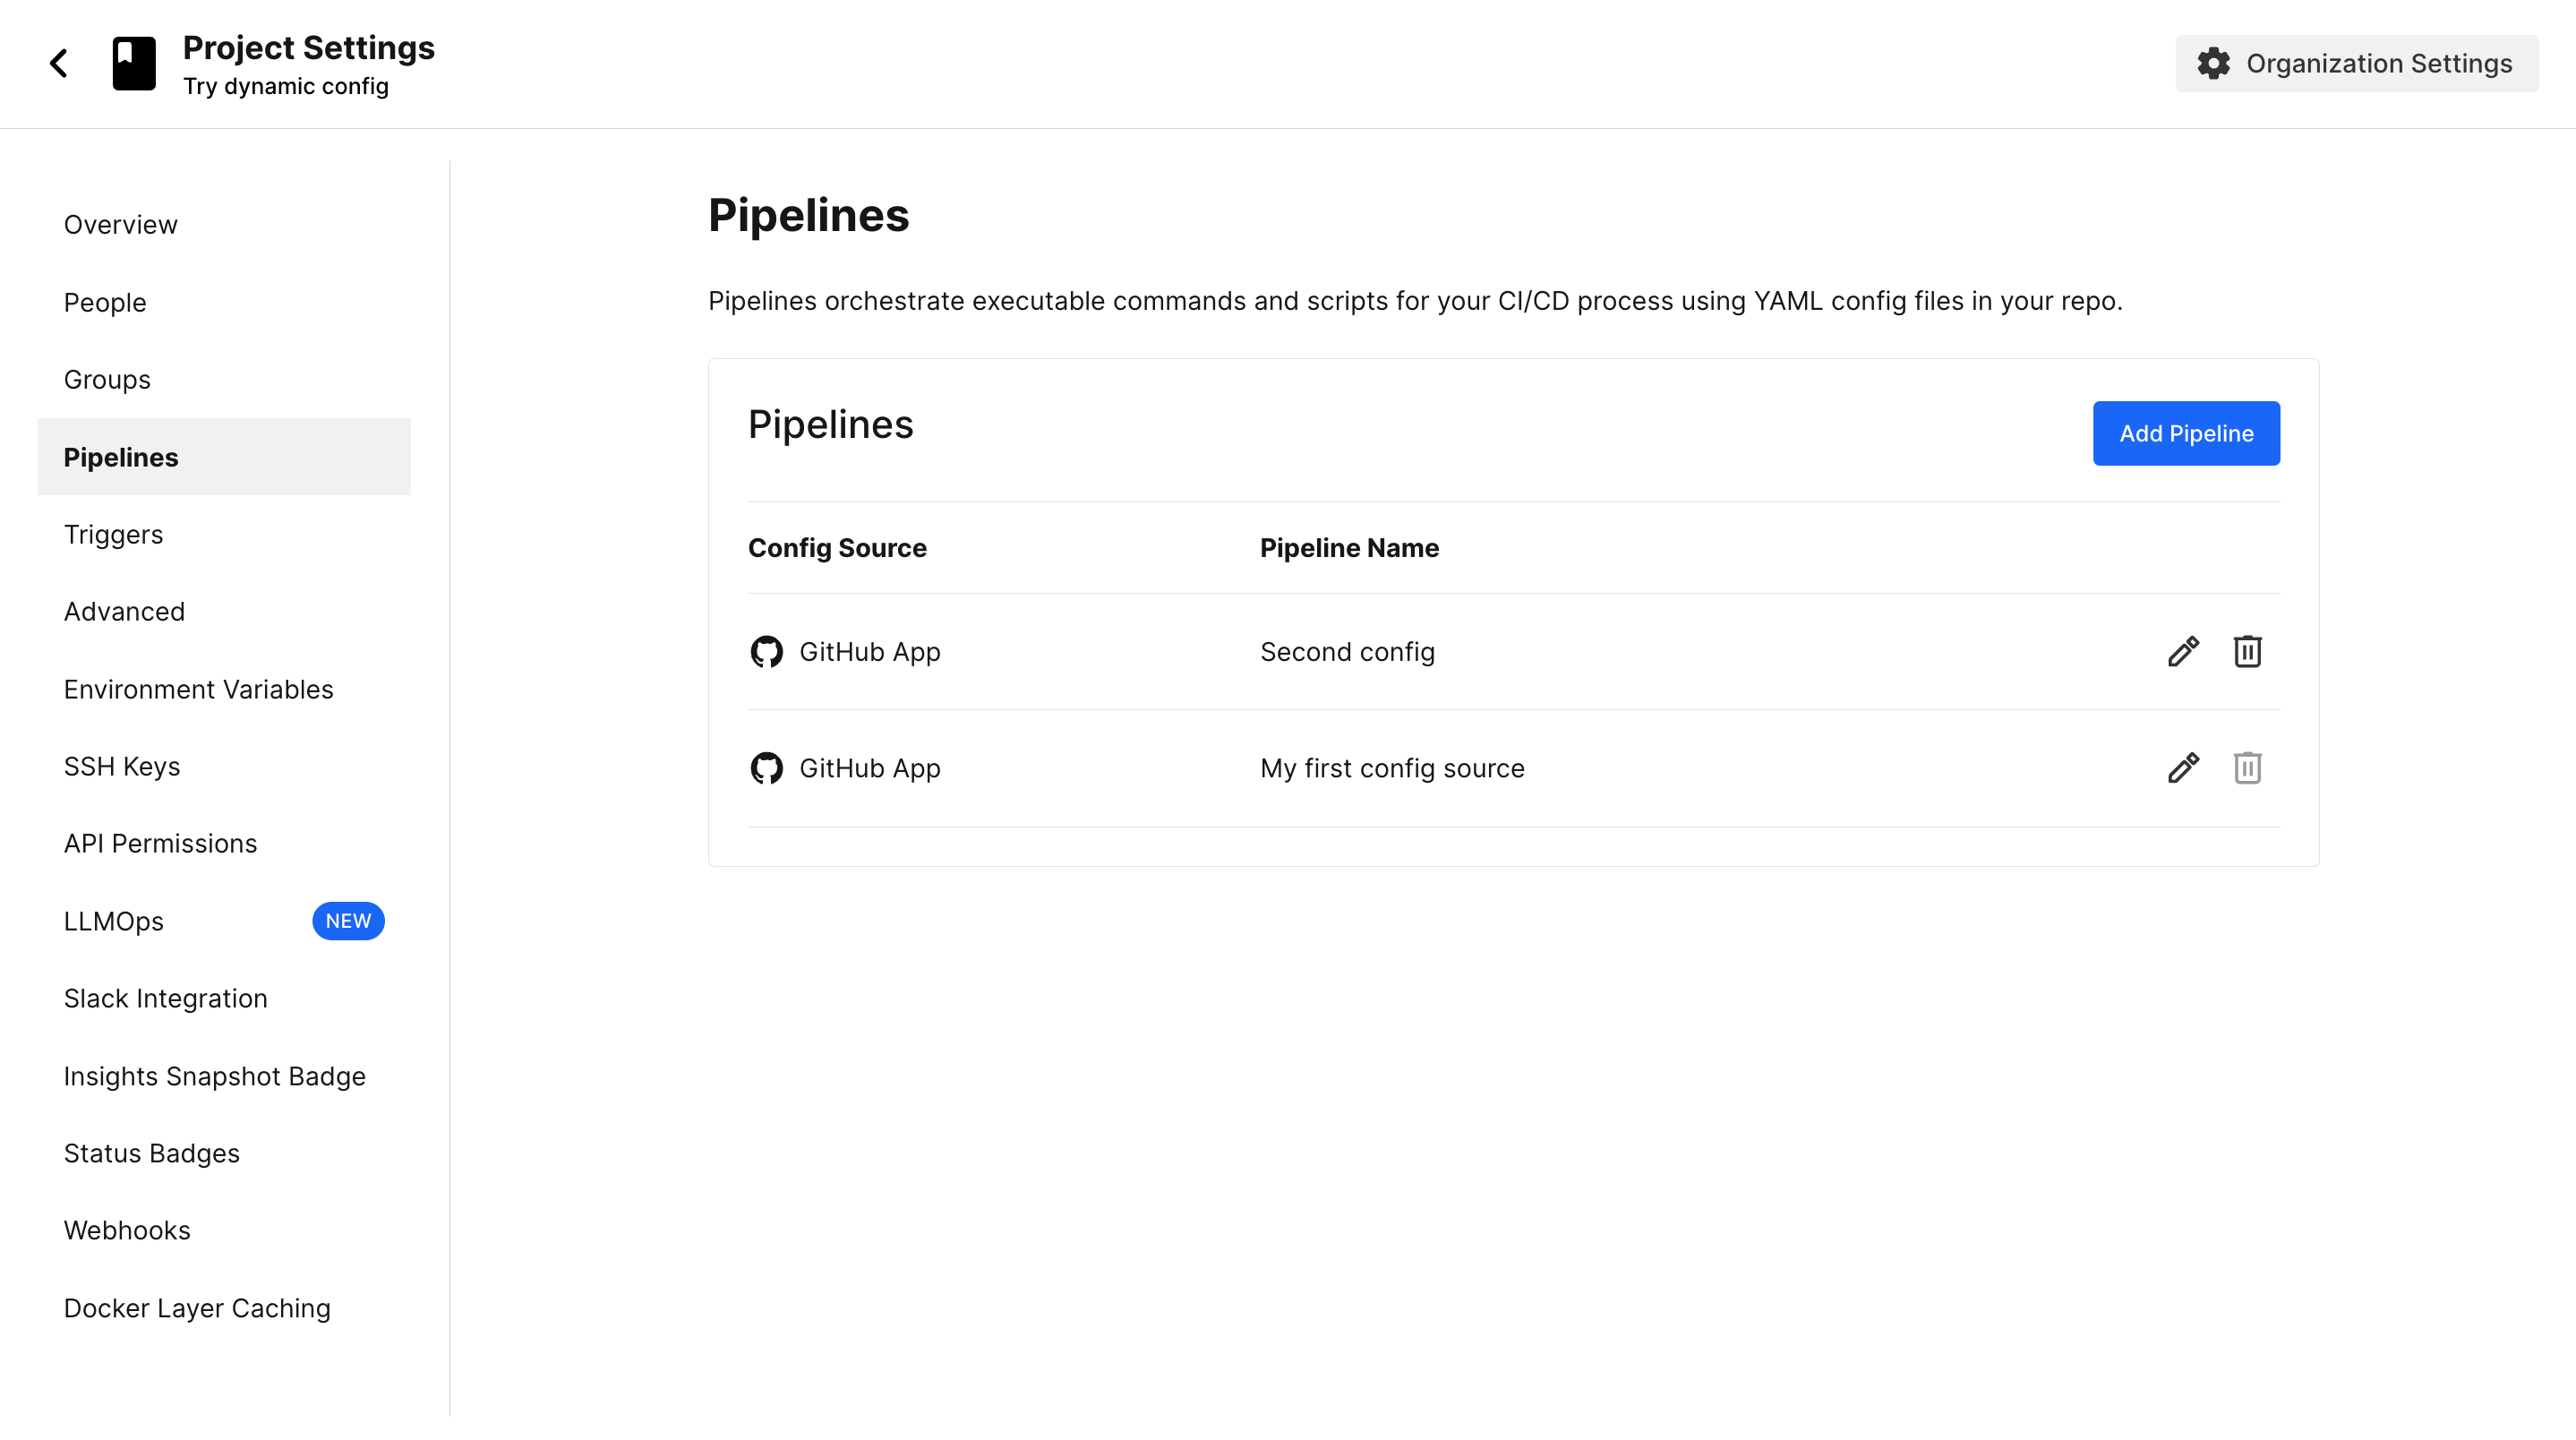 Project Settings
Try dynamic config
Organization Settings
Overview
People
Groups
Pipelines
Triggers
Advanced
Environment Variables
SSH Keys
API Permissions
LLMOps NEW
Slack Integration
Insights Snapshot Badge
Status Badges
Webhooks
Docker Layer Caching
Pipelines
Pipelines orchestrate executable commands and scripts for your CI/CD process using YAML config files in your repo.
Pipelines
Add Pipeline
Config Source Pipeline Name
GitHub App Second config
GitHub App My first config source